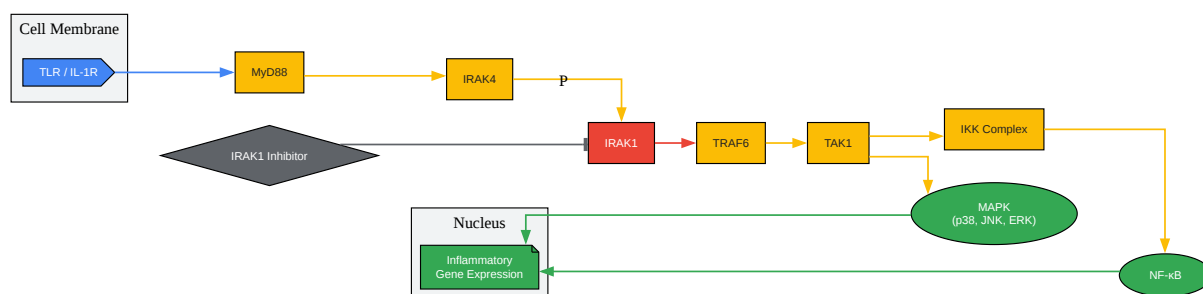 Cell Membrane
TLR / IL-1R
MyD88
IRAK4
P
IRAK1 Inhibitor
IRAK1
TRAF6
TAK1
IKK Complex
MAPK
(p38, JNK, ERK)
Nucleus
Inflammatory
Gene Expression
NF-κB